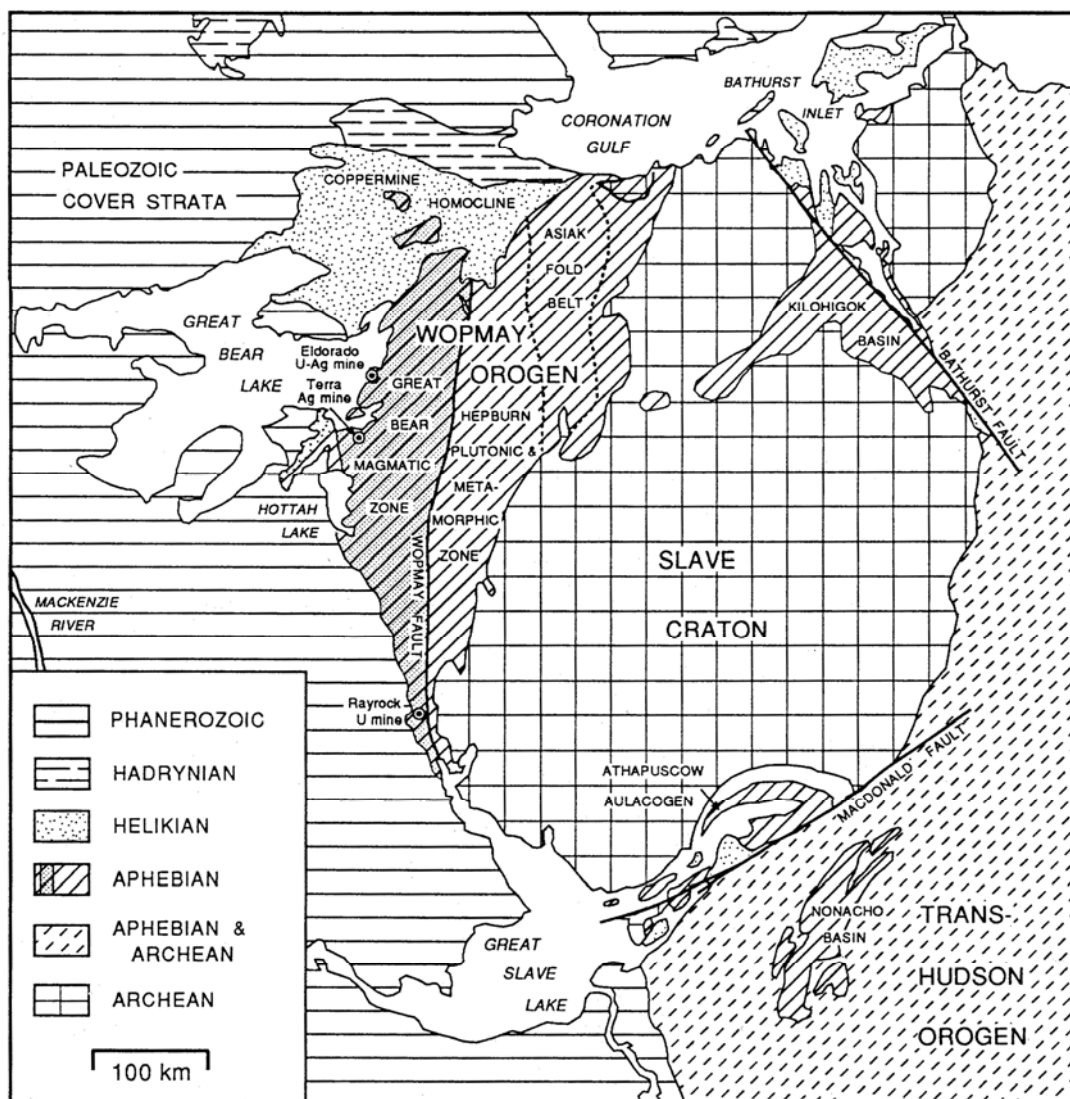 BATHURST
INLET
CORONATION
GULF
PALEOZOIC
COVER STRATA
COPPERMINE
HOMOCLINE
ASIAK
FOLD
BELT
KILOHIGOK
BASIN
BATHURST FAULT
GREAT
BEAR
LAKE
WOPMAY
OROGEN
Eldorado
U-Ag mine
Terra
Ag mine
GREAT
BEAR
MAGMATIC
ZONE
HEPBURN
PLUTONIC &
META-
MORPHIC
ZONE
HOTTAH
LAKE
WOPMAY FAULT
SLAVE
CRATON
MACKENZIE
RIVER
Rayrock
U mine
ATHAPUSCOW
AULACOGEN
MACDONALD FAULT
NONACHO
BASIN
TRANS-
HUDSON
OROGEN
GREAT
SLAVE
LAKE
PHANEROZOIC
HADRYNIAN
HELIKIAN
APHEBIAN
APHEBIAN &
ARCHEAN
ARCHEAN
100 km